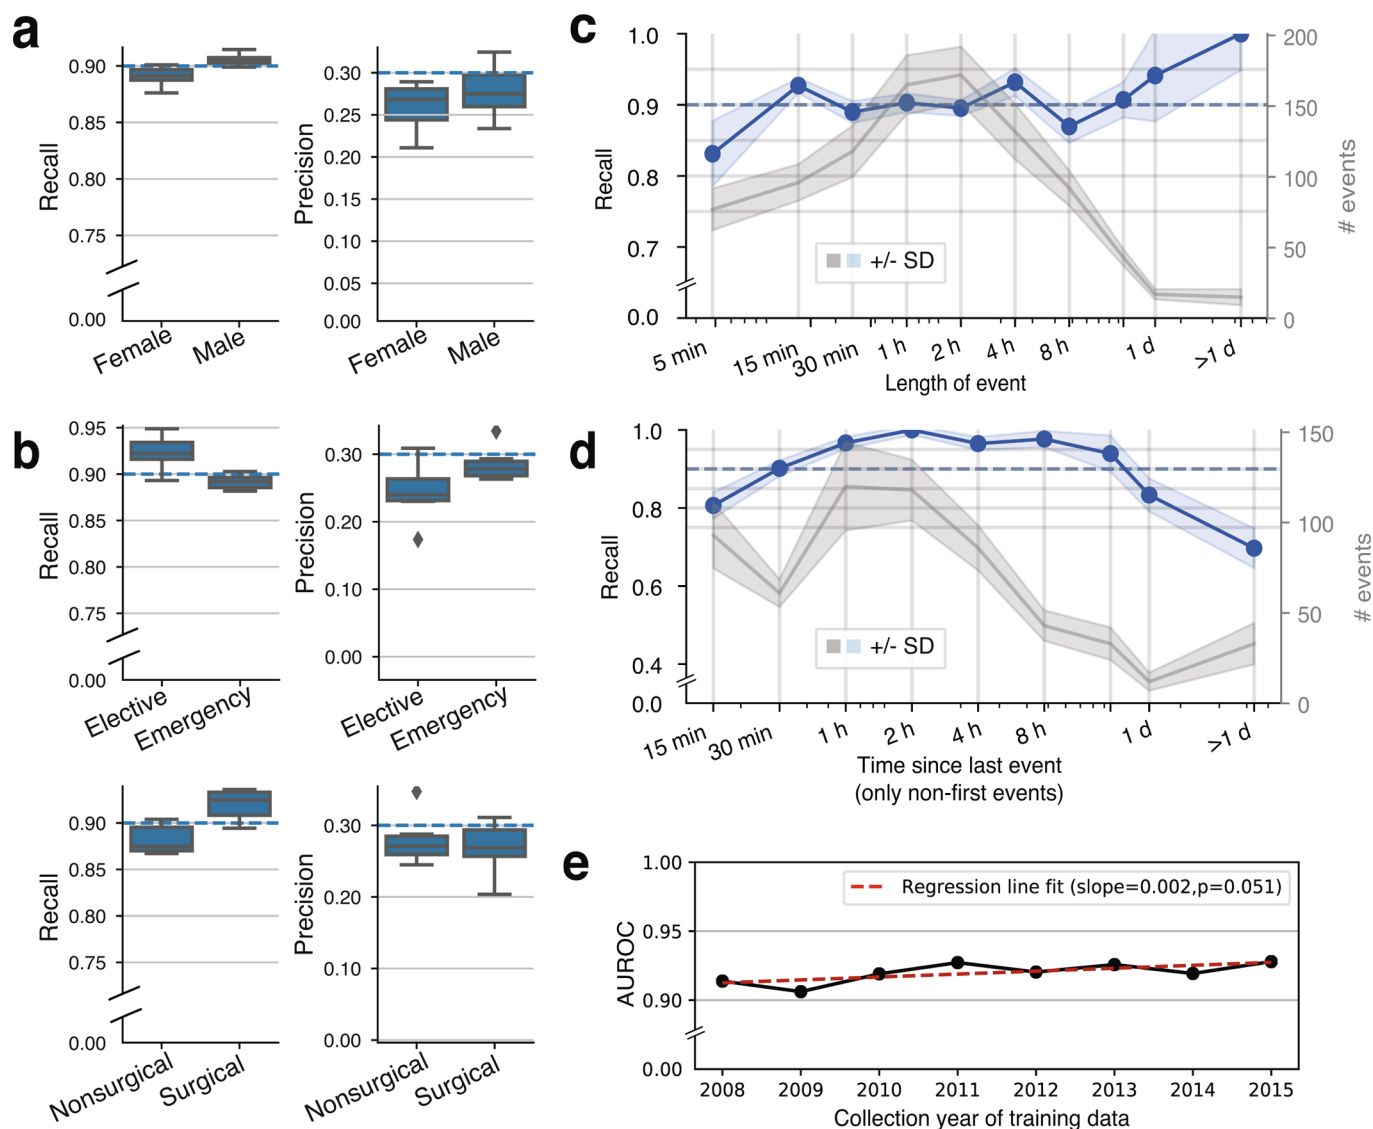 a
Recall
0.90
0.85
0.80
0.75
0.00
Female
Male
Precision
0.30
0.25
0.20
0.15
0.10
0.05
0.00
Female
Male
b
Recall
0.95
0.90
0.85
0.80
0.75
0.00
Elective
Emergency
Precision
0.30
0.20
0.10
0.00
Elective
Emergency
Recall
0.90
0.85
0.80
0.75
0.00
Nonsurgical
Surgical
Precision
0.30
0.20
0.10
0.00
Nonsurgical
Surgical
c
Recall
1.0
0.9
0.8
0.7
0.0
200
150
100
50
0
# events
+/- SD
5 min
15 min
30 min
1 h
2 h
4 h
8 h
1 d
>1 d
Length of event
d
Recall
1.0
0.8
0.6
0.4
0.0
150
100
50
0
# events
+/- SD
15 min
30 min
1 h
2 h
4 h
8 h
1 d
>1 d
Time since last event
(only non-first events)
e
AUROC
1.00
0.95
0.90
0.00
Regression line fit (slope=0.002,p=0.051)
2008
2009
2010
2011
2012
2013
2014
2015
Collection year of training data